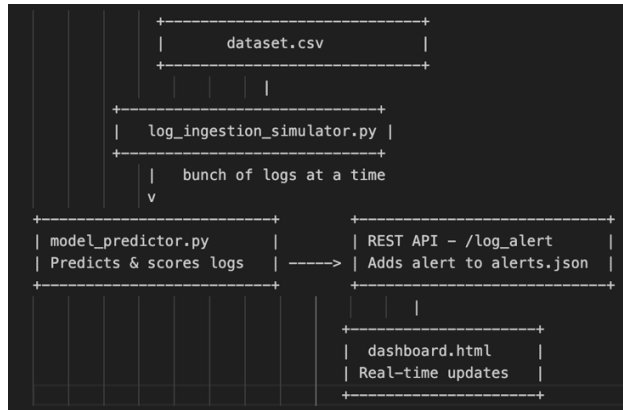 +-----------------------------+
|       dataset.csv           |
+-----------------------------+
|
+-----------------------------+
|   log_ingestion_simulator.py |
+-----------------------------+
|   bunch of logs at a time
v
+--------------------------+        +----------------------------+
| model_predictor.py       |        | REST API - /log_alert      |
| Predicts & scores logs   | -----> | Adds alert to alerts.json  |
+--------------------------+        +----------------------------+
|
+---------------------+
|  dashboard.html     |
| Real-time updates   |
+---------------------+